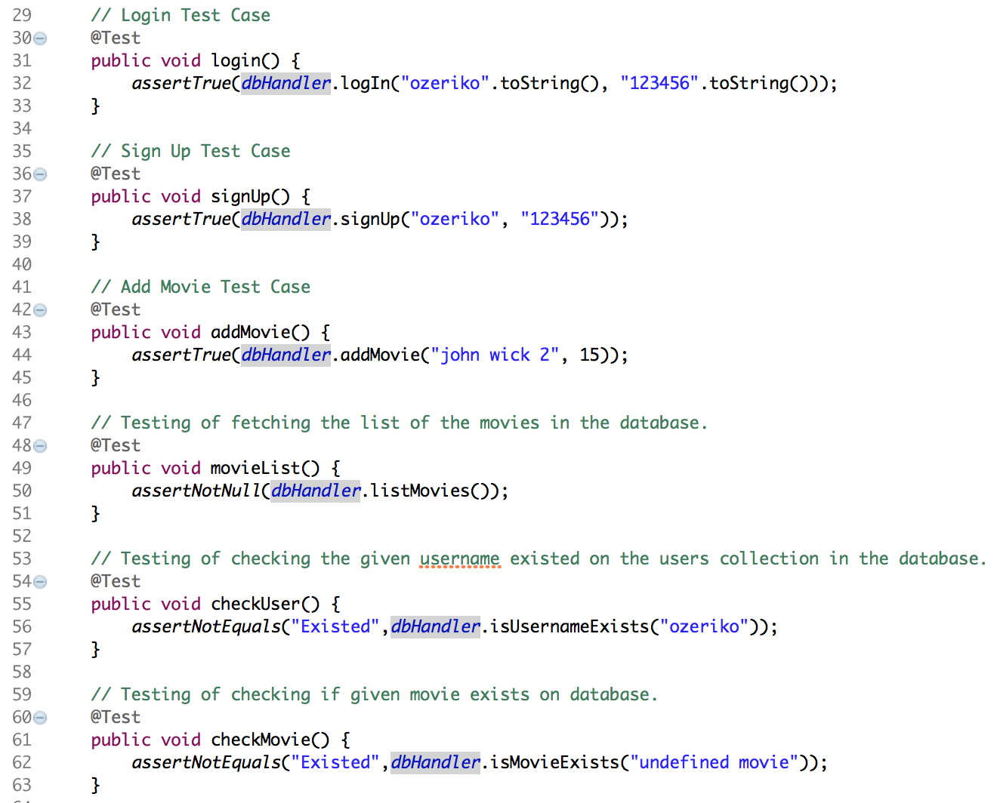 29 // Login Test Case
30 @Test
31 public void login() {
32 assertTrue(dbHandler.logIn("ozeriko".toString(), "123456".toString()));
33 }
34
35 // Sign Up Test Case
36 @Test
37 public void signUp() {
38 assertTrue(dbHandler.signUp("ozeriko", "123456"));
39 }
40
41 // Add Movie Test Case
42 @Test
43 public void addMovie() {
44 assertTrue(dbHandler.addMovie("john wick 2", 15));
45 }
46
47 // Testing of fetching the list of the movies in the database.
48 @Test
49 public void movieList() {
50 assertNotNull(dbHandler.listMovies());
51 }
52
53 // Testing of checking the given username existed on the users collection in the database.
54 @Test
55 public void checkUser() {
56 assertNotEquals("Existed",dbHandler.isUsernameExists("ozeriko"));
57 }
58
59 // Testing of checking if given movie exists on database.
60 @Test
61 public void checkMovie() {
62 assertNotEquals("Existed",dbHandler.isMovieExists("undefined movie"));
63 }